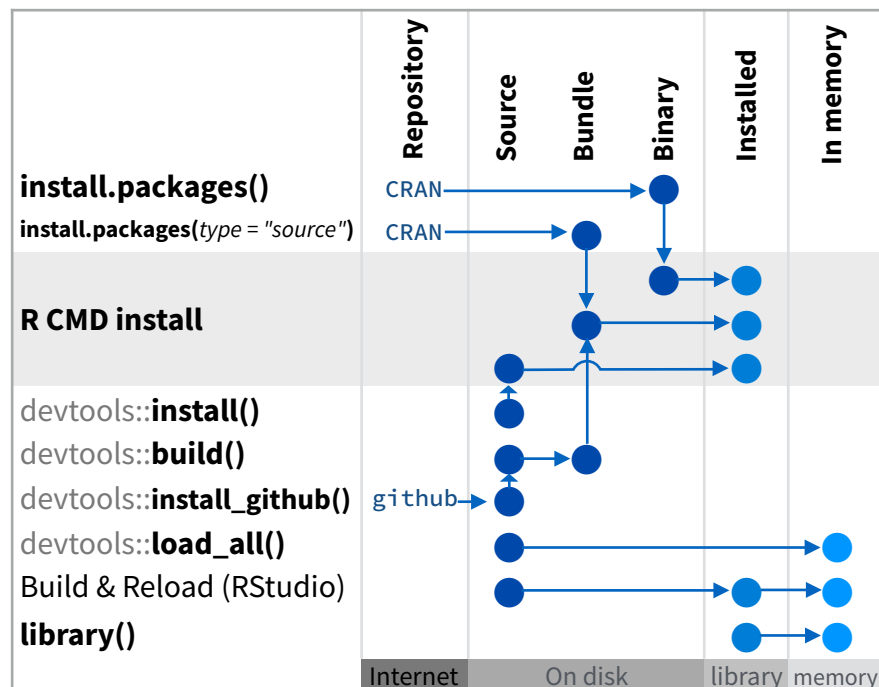 Repository
Source
Bundle
Binary
Installed
In memory
install.packages()
CRAN
install.packages(type = "source")
CRAN
R CMD install
devtools::install()
devtools::build()
devtools::install_github()
github
devtools::load_all()
Build & Reload (RStudio)
library()
Internet
On disk
library
memory